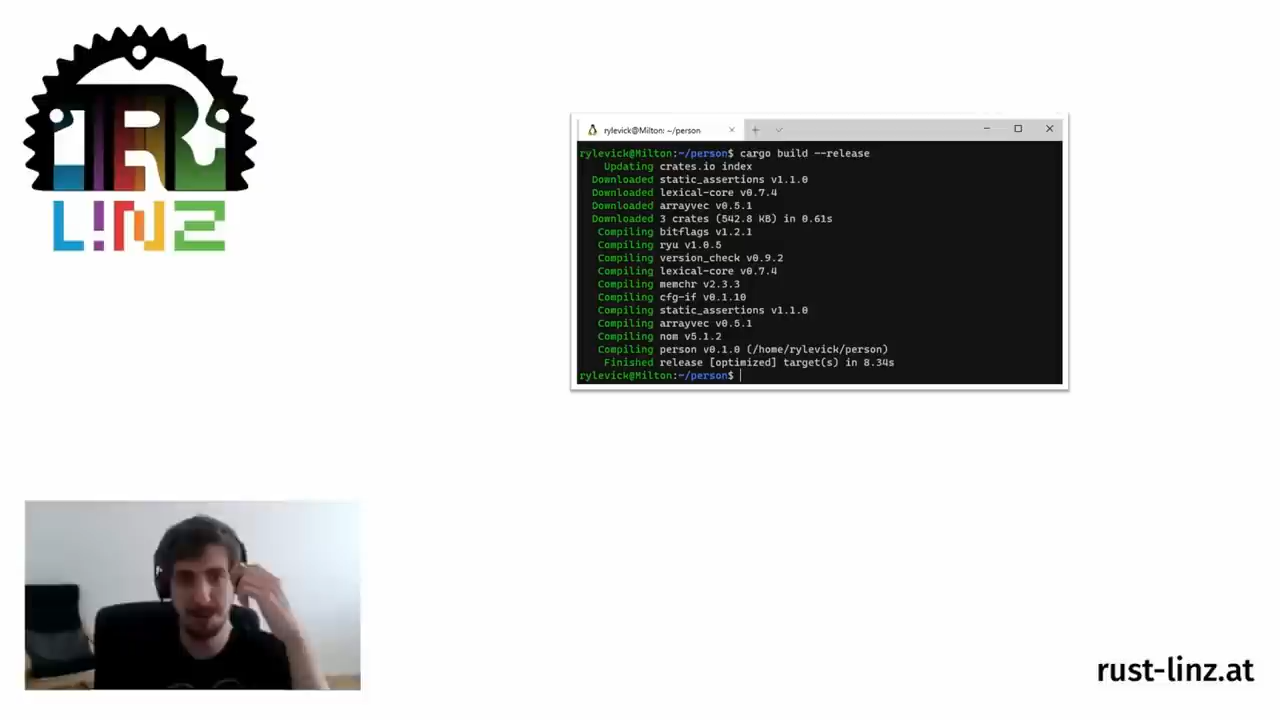 L!NZ
rylevick@Milton: ~/person
rylevick@Milton:~/person$ cargo build --release
Updating crates.io index
Downloaded static_assertions v1.1.0
Downloaded lexical-core v0.7.4
Downloaded arrayvec v0.5.1
Downloaded 3 crates (542.8 KB) in 0.61s
Compiling bitflags v1.2.1
Compiling ryu v1.0.5
Compiling version_check v0.9.2
Compiling lexical-core v0.7.4
Compiling memchr v2.3.3
Compiling cfg-if v0.1.10
Compiling static_assertions v1.1.0
Compiling arrayvec v0.5.1
Compiling nom v5.1.2
Compiling person v0.1.0 (/home/rylevick/person)
Finished release [optimized] target(s) in 8.34s
rylevick@Milton:~/person$
rust-linz.at